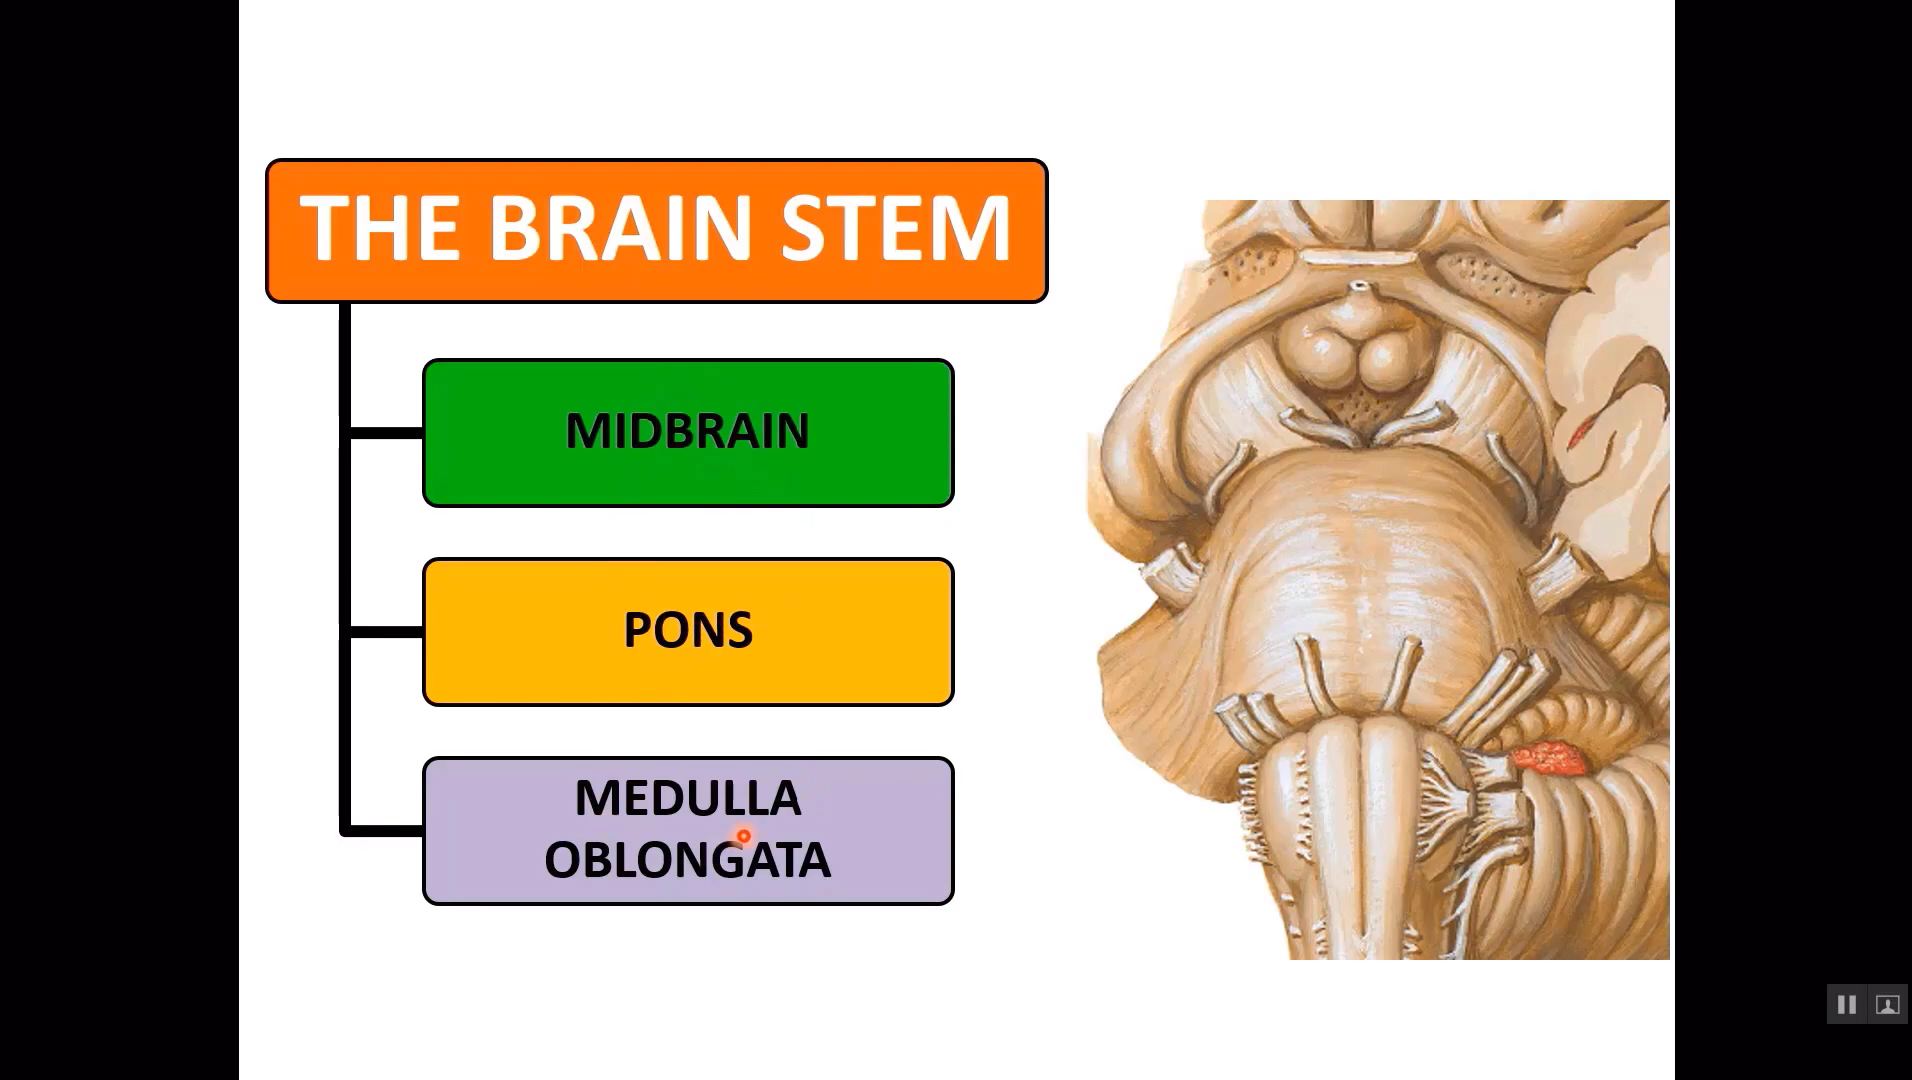 THE BRAIN STEM
MIDBRAIN
PONS
MEDULLA
OBLONGATA